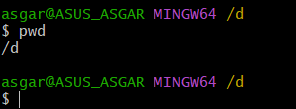 asgar@ASUS_ASGAR MINGW64 /d
$ pwd
/d
asgar@ASUS_ASGAR MINGW64 /d
$